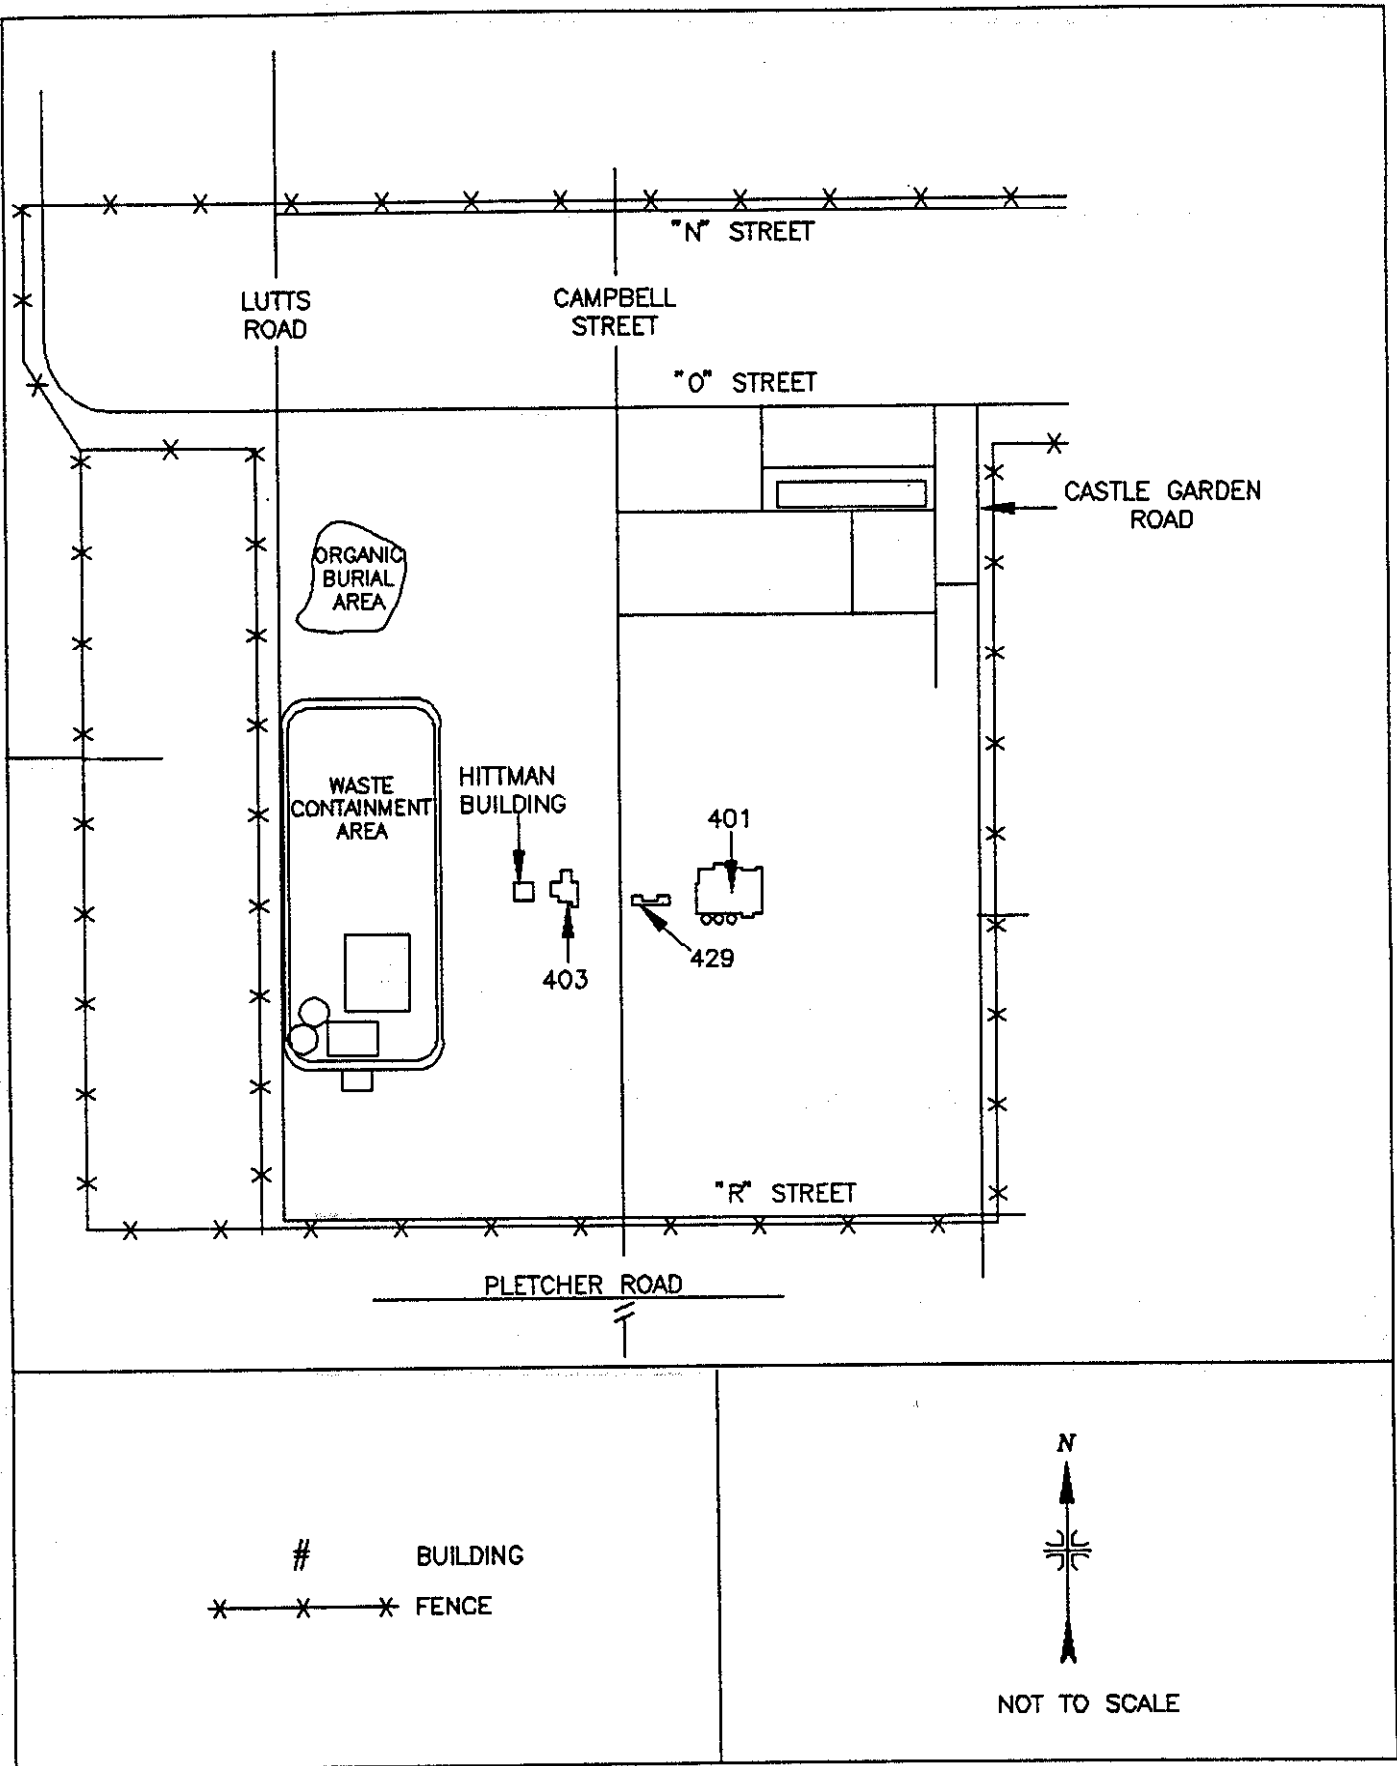 "N" STREET
LUTTS
ROAD
CAMPBELL
STREET
"O" STREET
CASTLE GARDEN
ROAD
ORGANIC
BURIAL
AREA
WASTE
CONTAINMENT
AREA
HITTMAN
BUILDING
401
403
429
"R" STREET
PLETCHER ROAD
# BUILDING
FENCE
N
NOT TO SCALE